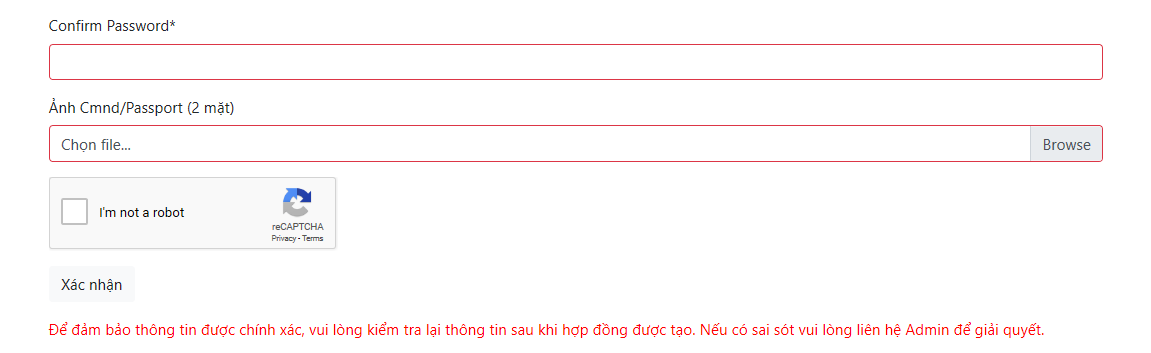 Confirm Password*
Ảnh Cmnd/Passport (2 mặt)
Chọn file...
Browse
I'm not a robot
reCAPTCHA
Privacy - Terms
Xác nhận
Để đảm bảo thông tin được chính xác, vui lòng kiểm tra lại thông tin sau khi hợp đồng được tạo. Nếu có sai sót vui lòng liên hệ Admin để giải quyết.